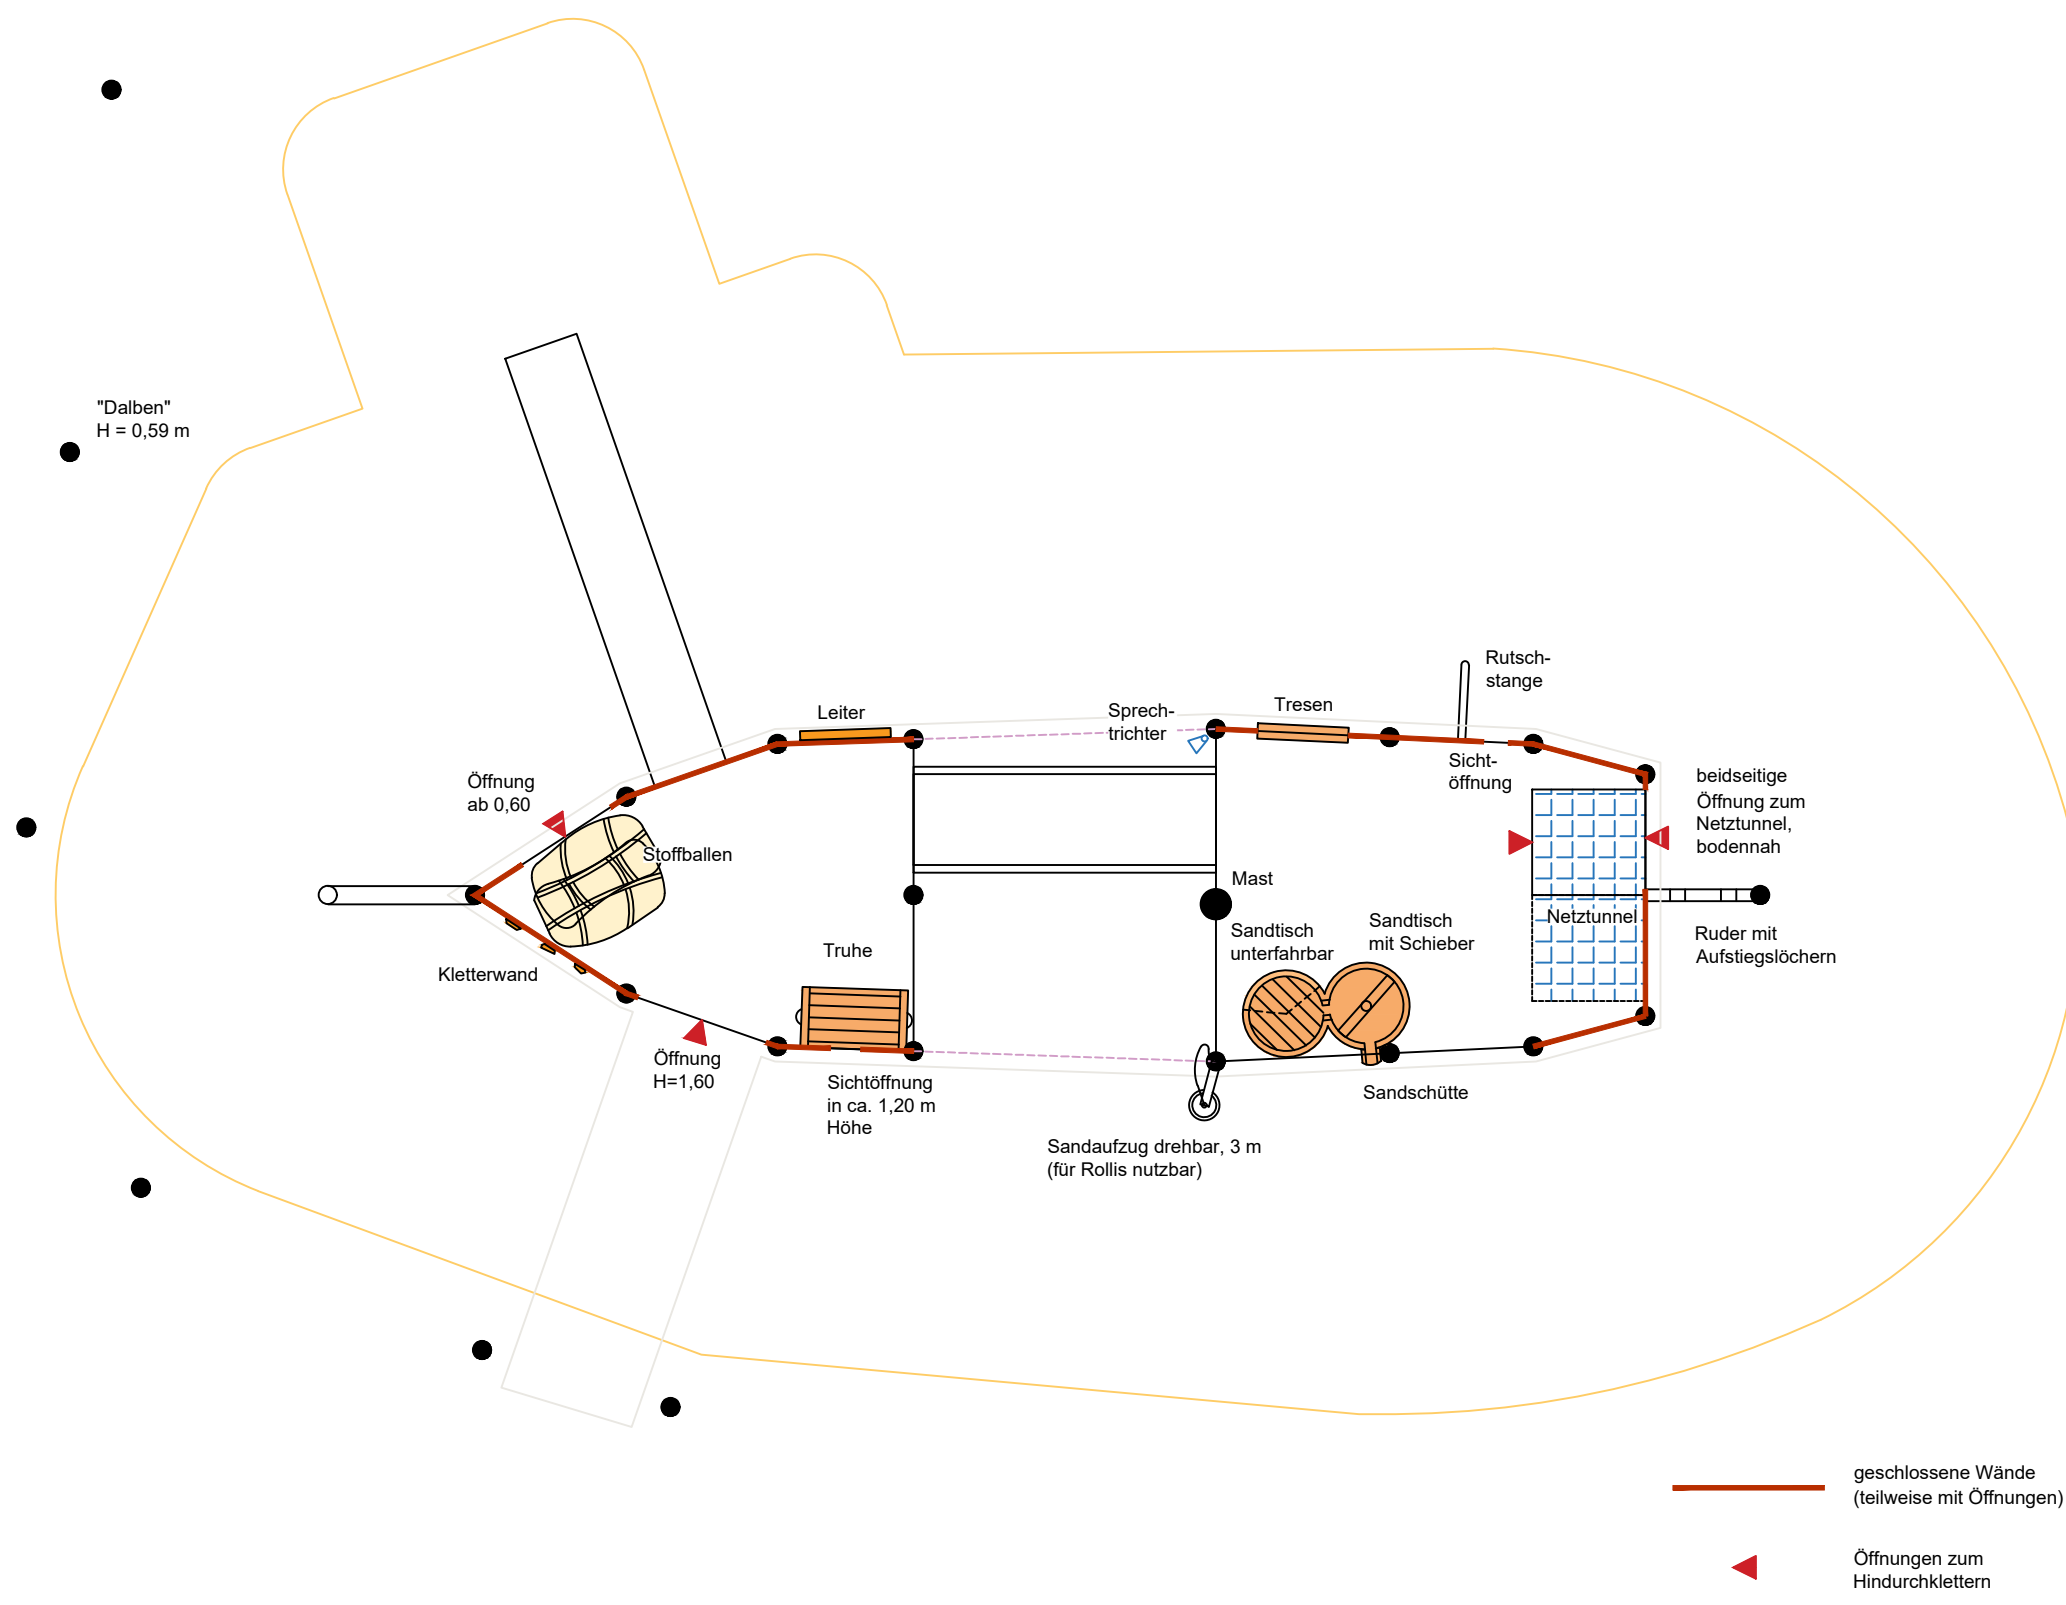 "Dalben"
H = 0,59 m
Rutsch-
stange
Leiter
Sprech-
trichter
Tresen
Sicht-
öffnung
Öffnung
ab 0,60
beidseitige
Öffnung zum
Netztunnel,
bodennah
Stoffballen
Mast
Sandtisch
unterfahrbar
Sandtisch
mit Schieber
Netztunnel
Ruder mit
Aufstiegslöchern
Truhe
Kletterwand
Öffnung
H=1,60
Sichtöffnung
in ca. 1,20 m
Höhe
Sandschütte
Sandaufzug drehbar, 3 m
(für Rollis nutzbar)
geschlossene Wände
(teilweise mit Öffnungen)
Öffnungen zum
Hindurchklettern